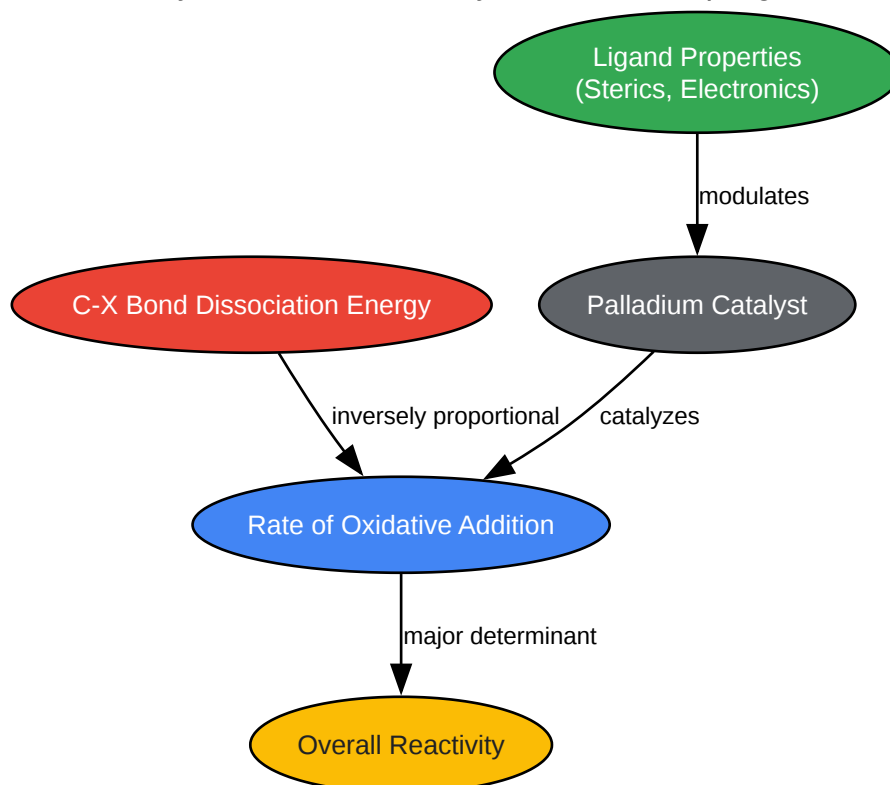 Ligand Properties
(Sterics, Electronics)
modulates
C-X Bond Dissociation Energy
Palladium Catalyst
inversely proportional
catalyzes
Rate of Oxidative Addition
major determinant
Overall Reactivity